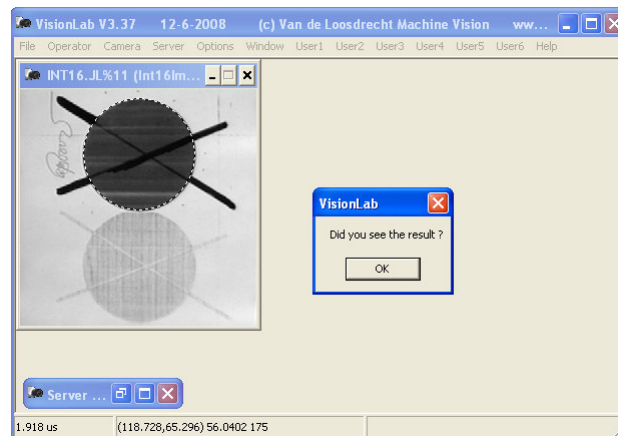 VisionLab V3.37 12-6-2008 (c) Van de Loosdrecht Machine Vision ww...
File Operator Camera Server Options Window User1 User2 User3 User4 User5 User6 Help
INT16.JL%11 (Int16Im...
VisionLab
Did you see the result ?
OK
Server ...
1.918 us (118.728,65.296) 56.0402 175